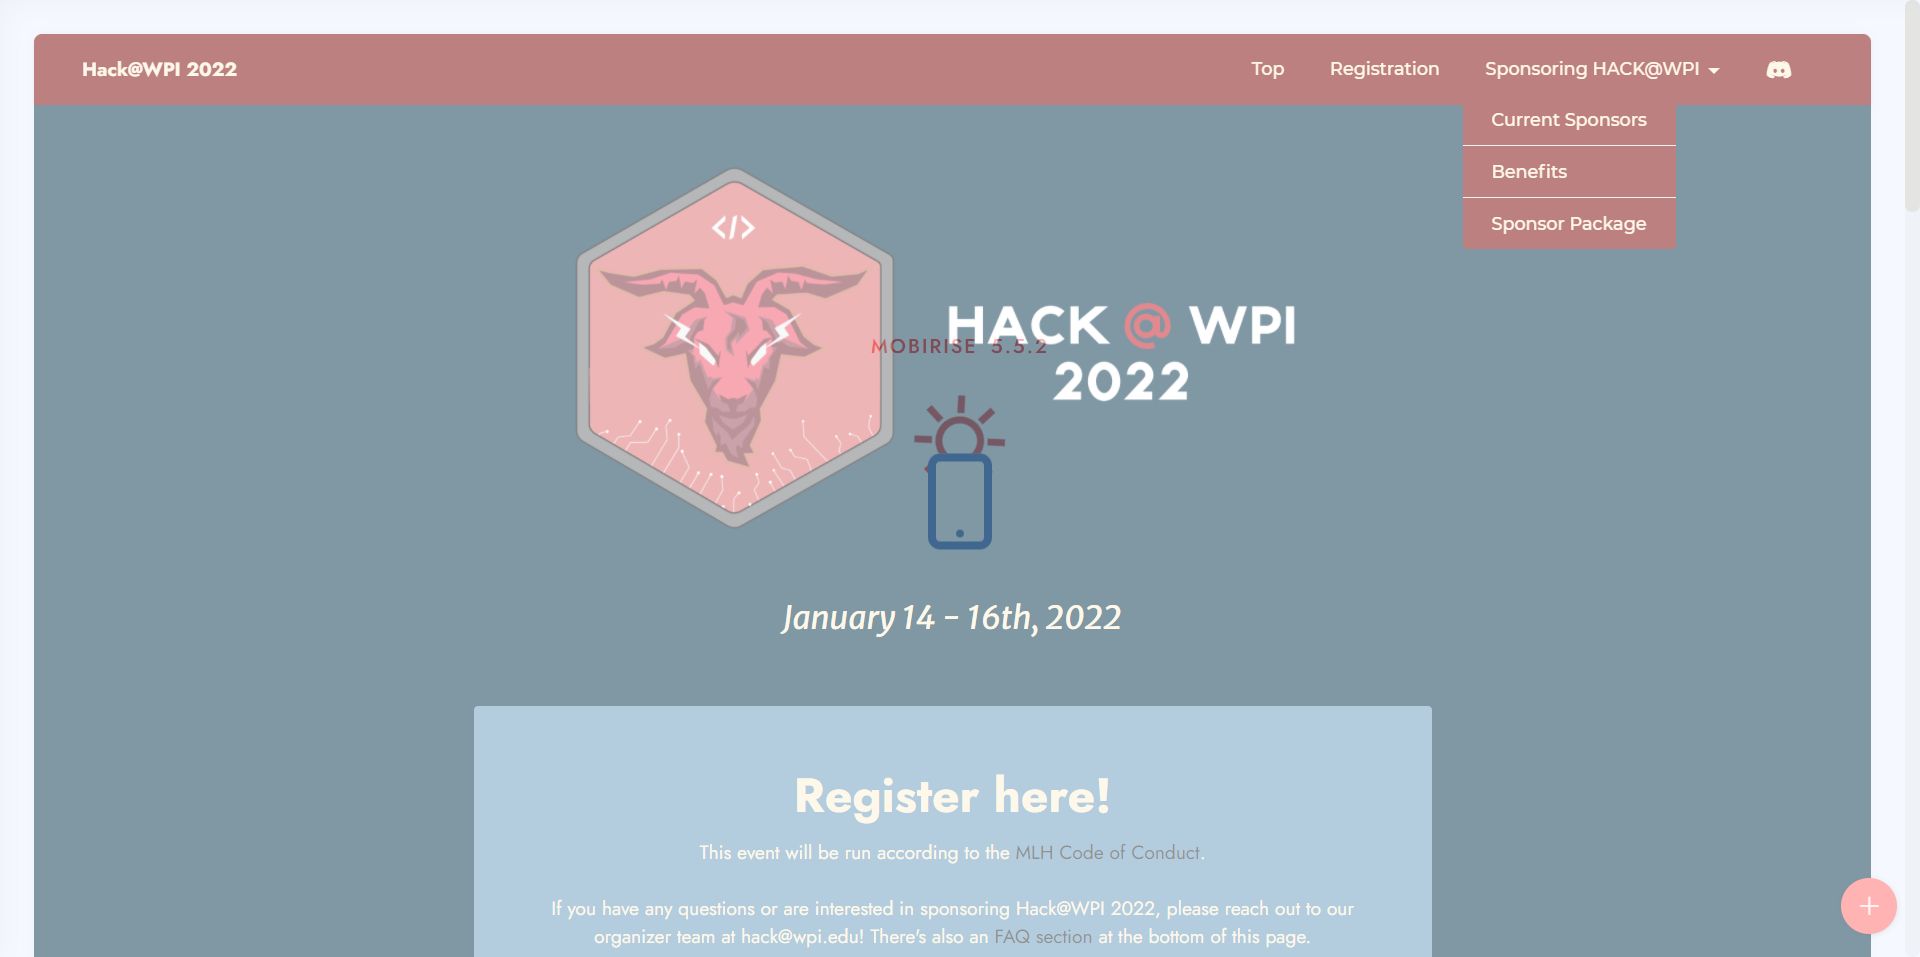 Hack@WPI 2022
Top
Registration
Sponsoring HACK@WPI
Current Sponsors
Benefits
Sponsor Package
</>
HACK @ WPI
MOBIRISE 5.5.2
2022
January 14 - 16th, 2022
Register here!
This event will be run according to the MLH Code of Conduct.
If you have any questions or are interested in sponsoring Hack@WPI 2022, please reach out to our
organizer team at hack@wpi.edu! There's also an FAQ section at the bottom of this page.